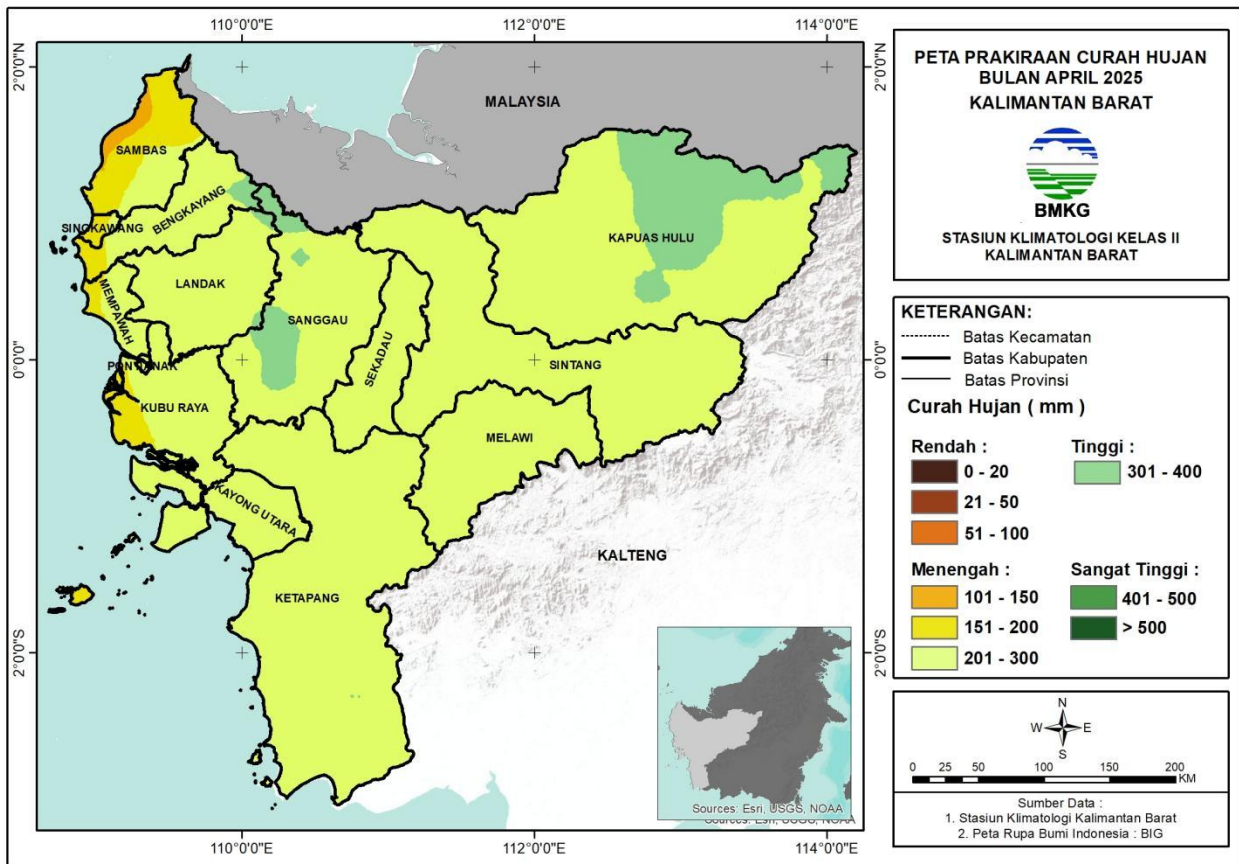 110°0'0"E
112°0'0"E
114°0'0"E
2°0'0"N
2°0'0"N
0°0'0"
0°0'0"
2°0'0"S
2°0'0"S
110°0'0"E
112°0'0"E
114°0'0"E
MALAYSIA
SAMBAS
SINGKAWANG
BENGKAYANG
KAPUAS HULU
LANDAK
MEMPAWAH
SANGGAU
SEKADAU
SINTANG
PONTIANAK
KUBU RAYA
MELAWI
KAYONG UTARA
KALTENG
KETAPANG
Sources: Esri, USGS, NOAA
Sources: Esri, USGS, NOAA
PETA PRAKIRAAN CURAH HUJAN
BULAN APRIL 2025
KALIMANTAN BARAT
BMKG
STASIUN KLIMATOLOGI KELAS II
KALIMANTAN BARAT
KETERANGAN:
Batas Kecamatan
Batas Kabupaten
Batas Provinsi
Curah Hujan ( mm )
Rendah :
0 - 20
21 - 50
51 - 100
Menengah :
101 - 150
151 - 200
201 - 300
Tinggi :
301 - 400
Sangat Tinggi :
401 - 500
> 500
N
W E
S
0 25 50 100 150 200
KM
Sumber Data :
1. Stasiun Klimatologi Kalimantan Barat
2. Peta Rupa Bumi Indonesia : BIG